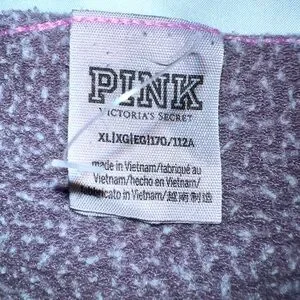 PINK
VICTORIA'S SECRET
XL|XG|EG|170/112A
made in Vietnam/fabriqué au
Vietnam/hecho en Vietnam/
fabricato in Vietnam/越南制造